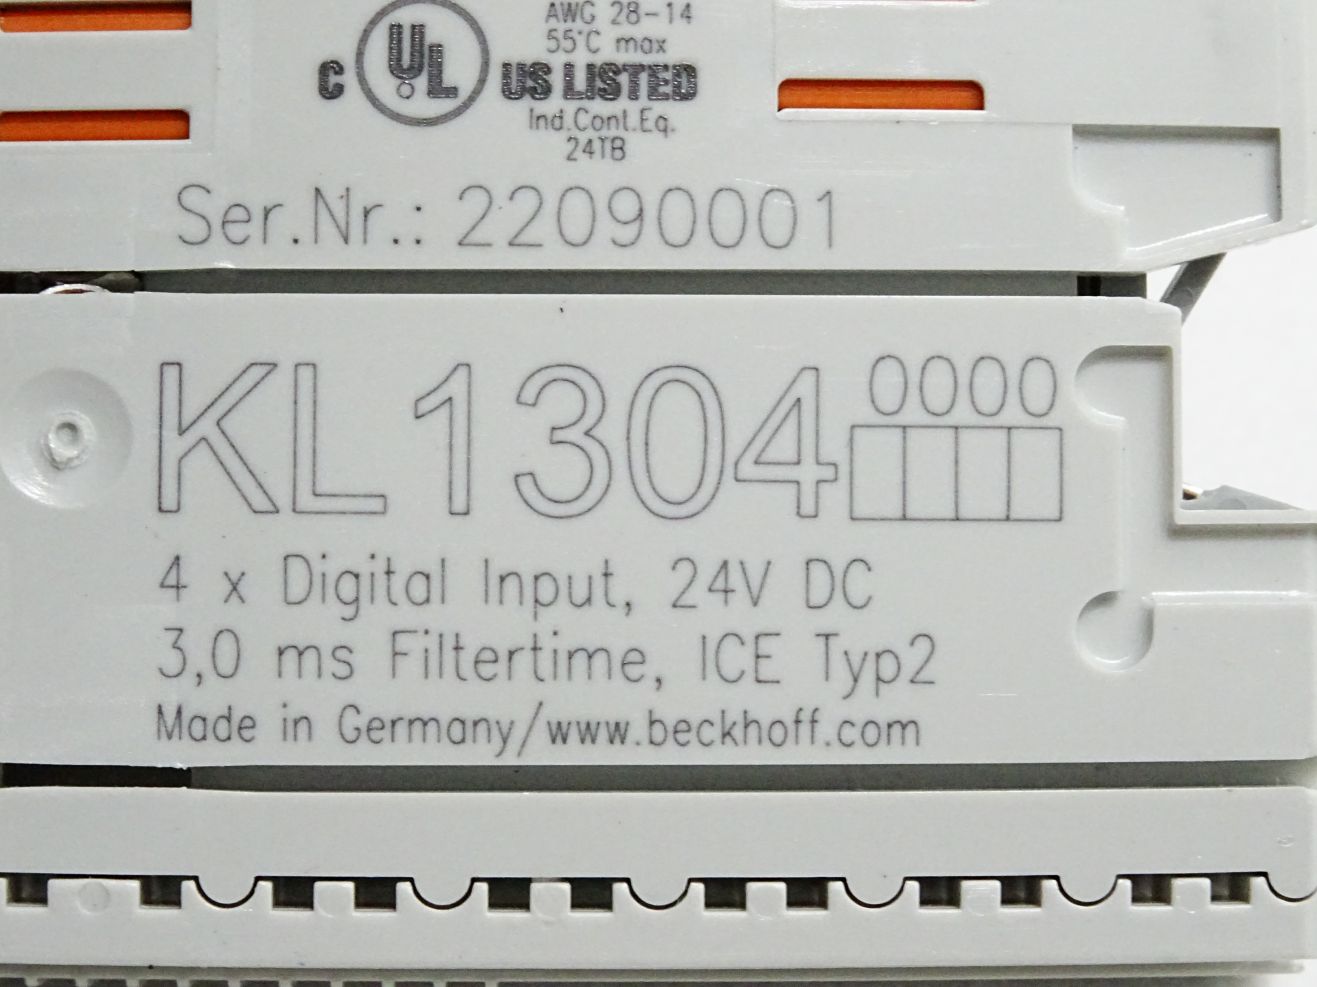 AWG 28-14
55°C max
C UL US LISTED
Ind.Cont.Eq.
24TB
Ser.Nr.: 22090001
KL1304 0000
4 x Digital Input, 24V DC
3,0 ms Filtertime, ICE Typ2
Made in Germany/www.beckhoff.com